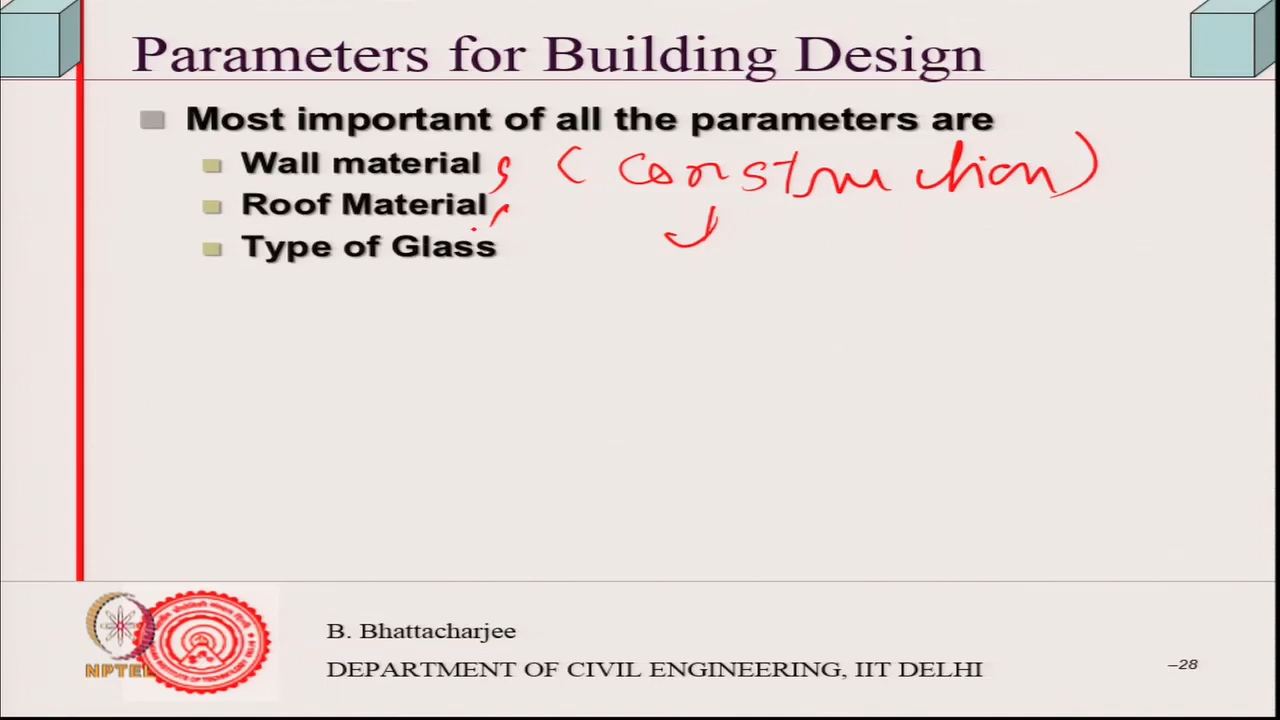 Parameters for Building Design
Most important of all the parameters are
Wall material (construction)
Roof Material
Type of Glass
NPTEL
B. Bhattacharjee
DEPARTMENT OF CIVIL ENGINEERING, IIT DELHI
–28